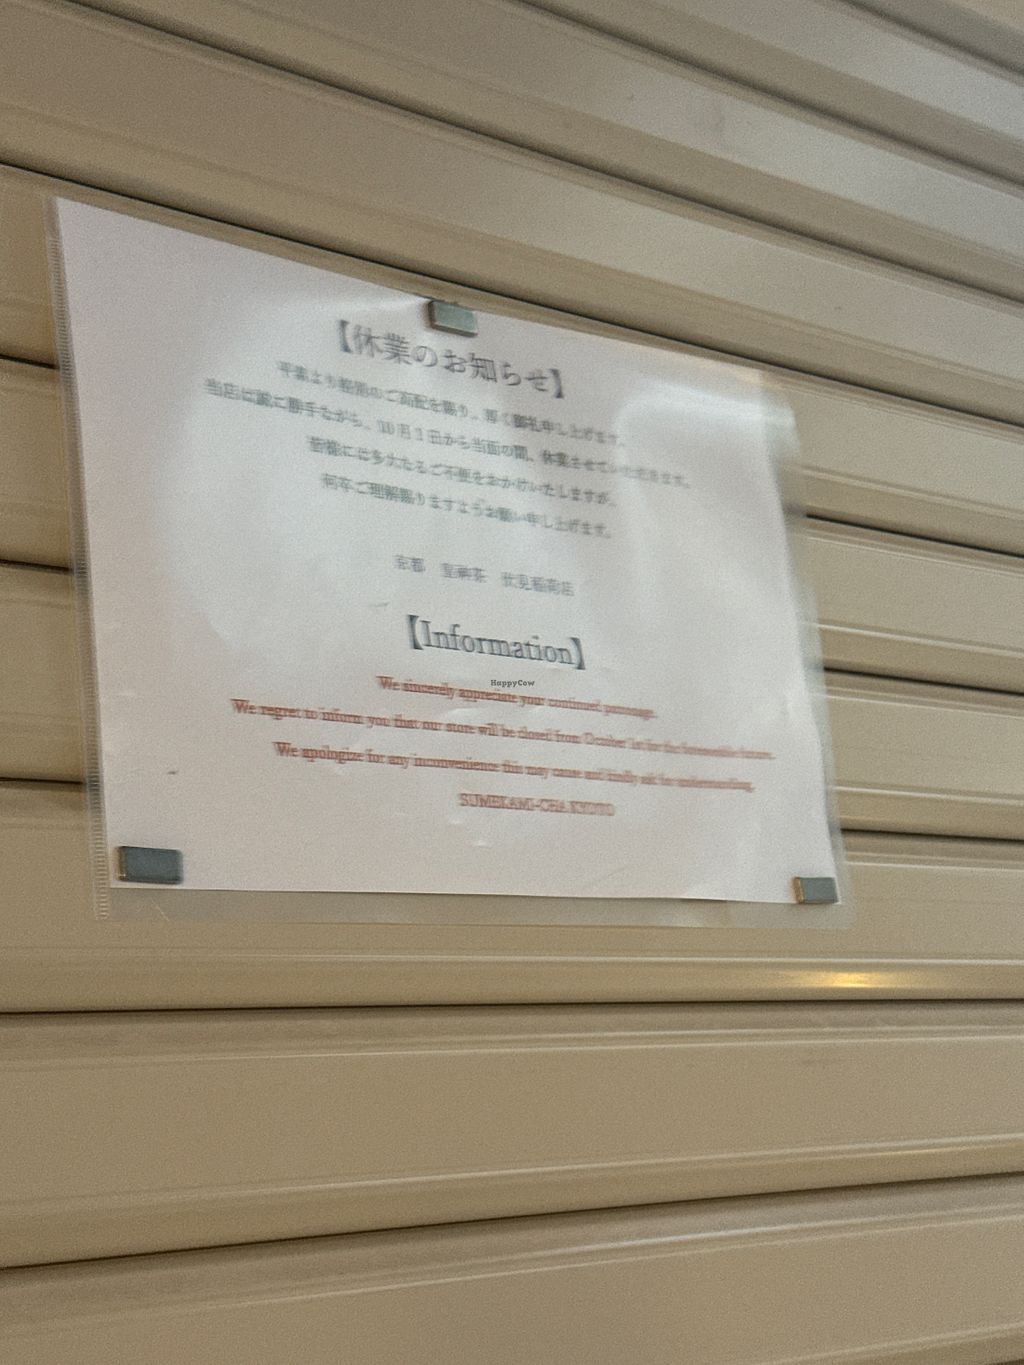 【休業のお知らせ】
平素より格別のご高配を賜り、厚く御礼申し上げます。
当店は誠に勝手ながら、10月1日から当面の間、休業させていただきます。
皆様には多大なるご不便をおかけいたしますが、
何卒ご理解賜りますようお願い申し上げます。
京都 皇神茶 伏見稲荷店
【Information】
HappyCow
We sincerely appreciate your continued patronage.
We regret to inform you that our store will be closed from October 1st for the foreseeable future.
We apologize for any inconvenience this may cause and kindly ask for understanding.
SUMEKAMI-CHA KYOTO